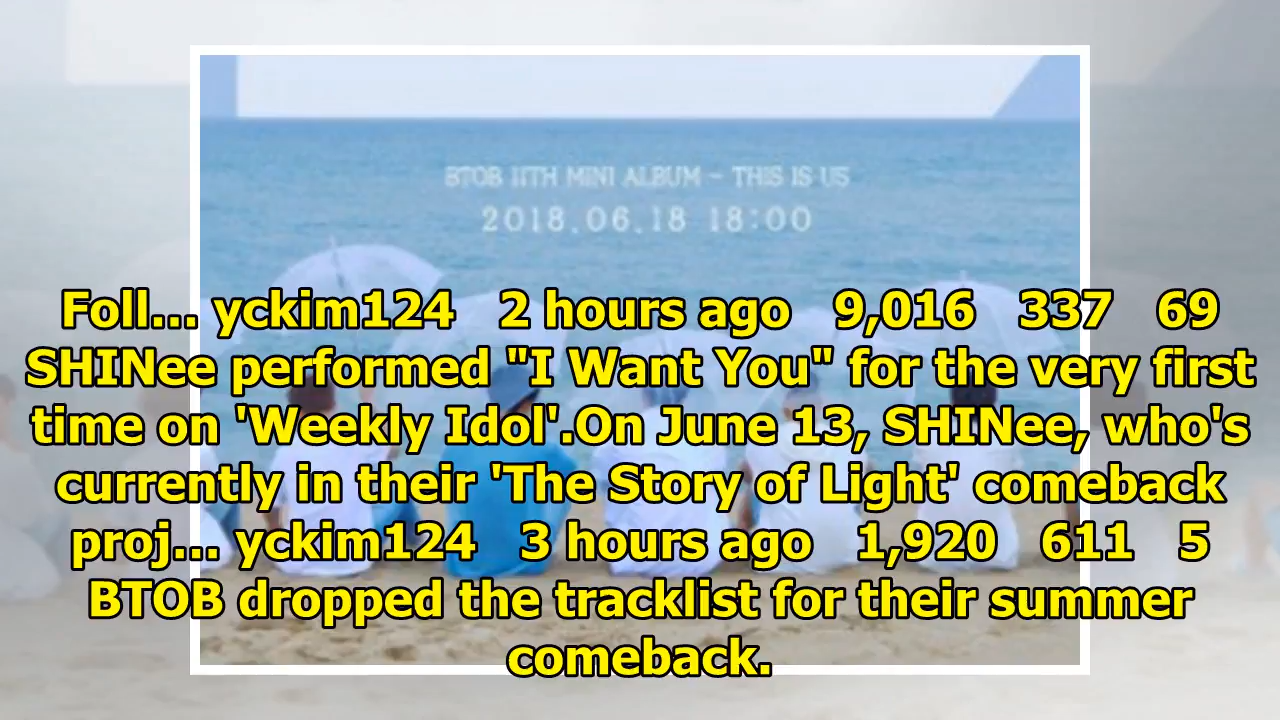 BTOB 11TH MINI ALBUM - THIS IS US
2018.06.18 18:00
Foll... yckim124 2 hours ago 9,016 337 69
SHINee performed "I Want You" for the very first
time on 'Weekly Idol'.On June 13, SHINee, who's
currently in their 'The Story of Light' comeback
proj... yckim124 3 hours ago 1,920 611 5
BTOB dropped the tracklist for their summer
comeback.